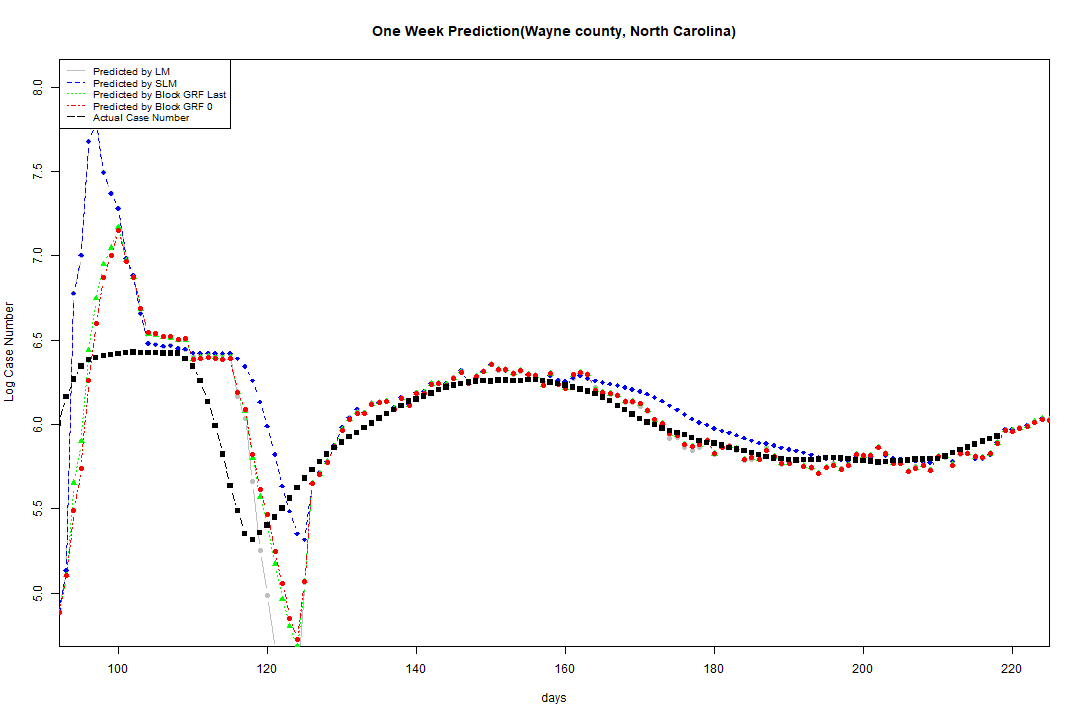 One Week Prediction(Wayne county, North Carolina)
Predicted by LM
Predicted by SLM
Predicted by Block GRF Last
Predicted by Block GRF 0
Actual Case Number
8.0
7.5
7.0
6.5
6.0
5.5
5.0
Log Case Number
100 120 140 160 180 200 220
days